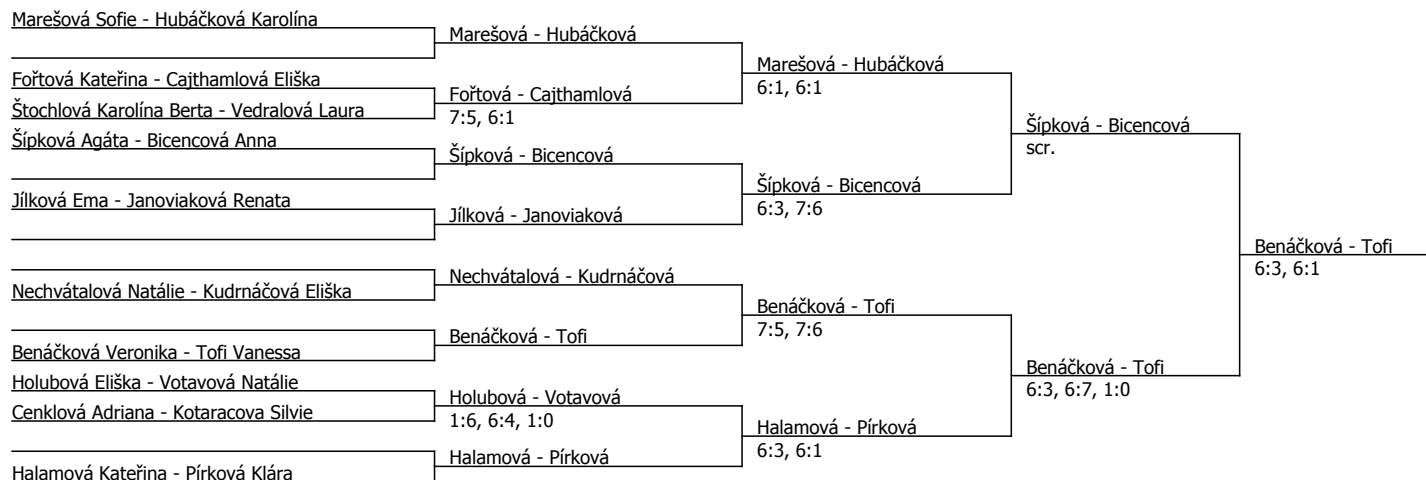 Marešová Sofie - Hubáčková Karolína
Marešová - Hubáčková
Marešová - Hubáčková
6:1, 6:1
Fořtová Kateřina - Cajthamlová Eliška
Fořtová - Cajthamlová
7:5, 6:1
Štochlová Karolína Berta - Vedralová Laura
Šípková - Bicencová
scr.
Šípková Agáta - Bicencová Anna
Šípková - Bicencová
Šípková - Bicencová
6:3, 7:6
Jílková Ema - Janoviaková Renata
Jílková - Janoviaková
Benáčková - Tofi
6:3, 6:1
Nechvátalová - Kudrnáčová
Nechvátalová Natálie - Kudrnáčová Eliška
Benáčková - Tofi
7:5, 7:6
Benáčková - Tofi
Benáčková Veronika - Tofi Vanessa
Benáčková - Tofi
6:3, 6:7, 1:0
Holubová Eliška - Votavová Natálie
Holubová - Votavová
1:6, 6:4, 1:0
Cenklová Adriana - Kotaracova Silvie
Halamová - Pírková
6:3, 6:1
Halamová - Pírková
Halamová Kateřina - Pírková Klára